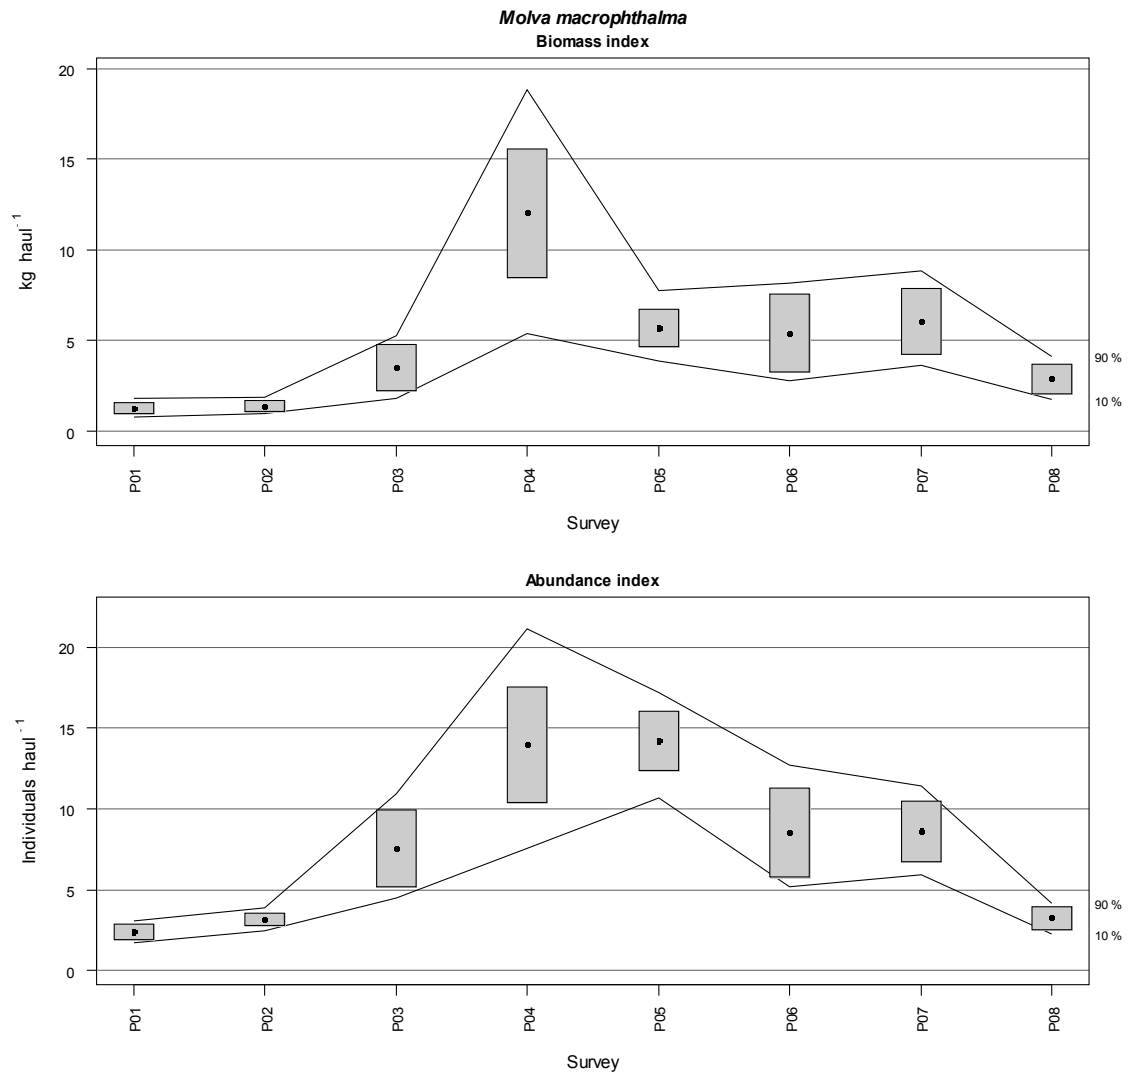 Molva macrophthalma
Biomass index
20
15
10
5
0
kg haul⁻¹
90 %
10 %
P01 P02 P03 P04 P05 P06 P07 P08
Survey
Abundance index
20
15
10
5
0
Individuals haul⁻¹
90 %
10 %
P01 P02 P03 P04 P05 P06 P07 P08
Survey